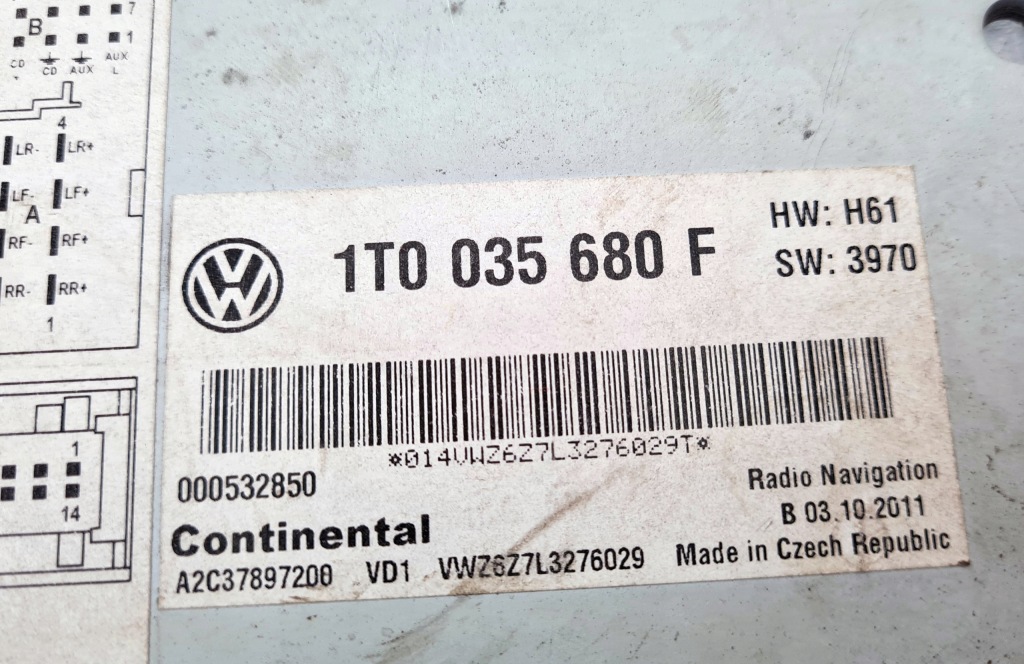 7
B
1
CD
+
CD
AUX
AUX
L
4
LR- LR+
LF- LF+
A
RF- RF+
RR- RR+
1
1
14
1T0 035 680 F
HW: H61
SW: 3970
*014VWZ6Z7L3276029T*
000532850
Radio Navigation
B 03.10.2011
Continental
Made in Czech Republic
A2C37897200 VD1 VWZ6Z7L3276029